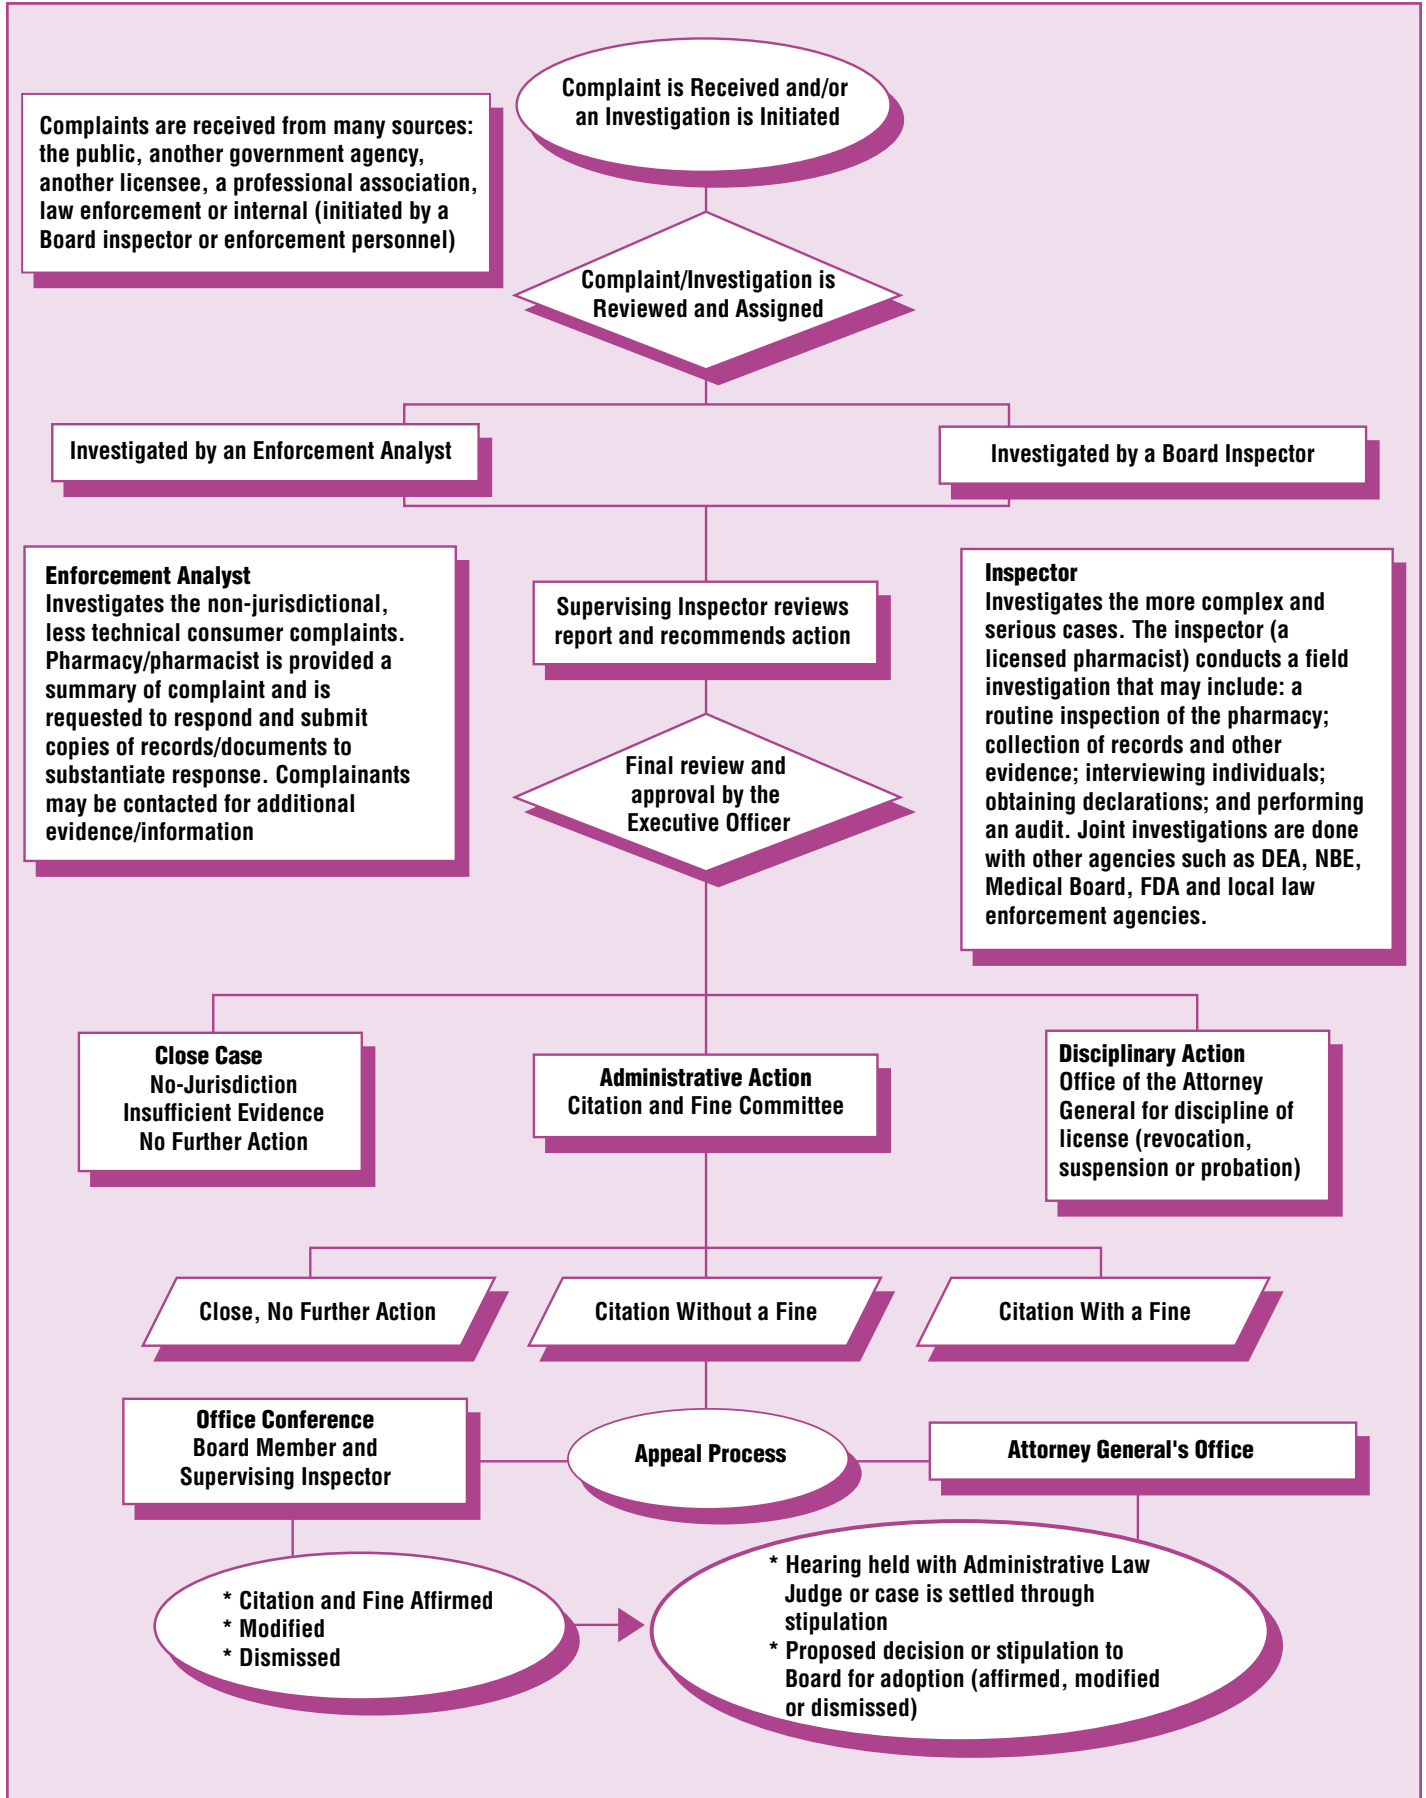 Complaint is Received and/or
an Investigation is Initiated
Complaints are received from many sources:
the public, another government agency,
another licensee, a professional association,
law enforcement or internal (initiated by a
Board inspector or enforcement personnel)
Complaint/Investigation is
Reviewed and Assigned
Investigated by an Enforcement Analyst
Investigated by a Board Inspector
Enforcement Analyst
Investigates the non-jurisdictional,
less technical consumer complaints.
Pharmacy/pharmacist is provided a
summary of complaint and is
requested to respond and submit
copies of records/documents to
substantiate response. Complainants
may be contacted for additional
evidence/information
Supervising Inspector reviews
report and recommends action
Inspector
Investigates the more complex and
serious cases. The inspector (a
licensed pharmacist) conducts a field
investigation that may include: a
routine inspection of the pharmacy;
collection of records and other
evidence; interviewing individuals;
obtaining declarations; and performing
an audit. Joint investigations are done
with other agencies such as DEA, NBE,
Medical Board, FDA and local law
enforcement agencies.
Final review and
approval by the
Executive Officer
Close Case
No-Jurisdiction
Insufficient Evidence
No Further Action
Administrative Action
Citation and Fine Committee
Disciplinary Action
Office of the Attorney
General for discipline of
license (revocation,
suspension or probation)
Close, No Further Action
Citation Without a Fine
Citation With a Fine
Office Conference
Board Member and
Supervising Inspector
Appeal Process
Attorney General's Office
* Citation and Fine Affirmed
* Modified
* Dismissed
* Hearing held with Administrative Law
Judge or case is settled through
stipulation
* Proposed decision or stipulation to
Board for adoption (affirmed, modified
or dismissed)